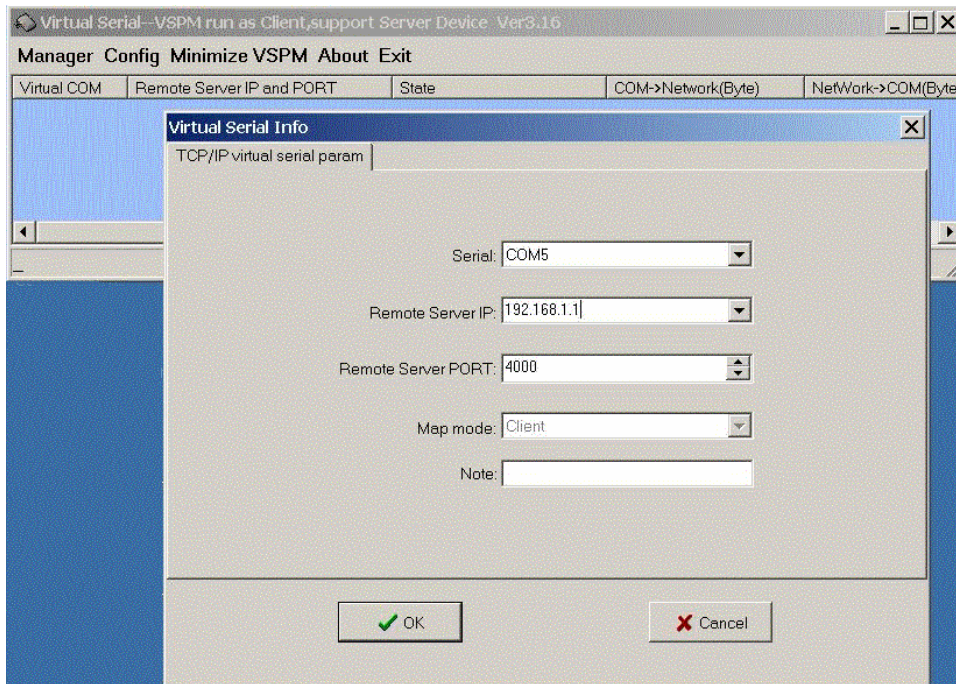 Virtual Serial--VSPM run as Client,support Server Device Ver3.16
Manager Config Minimize VSPM About Exit
Virtual COM Remote Server IP and PORT State COM->Network(Byte) NetWork->COM(Byte
Virtual Serial Info
TCP/IP virtual serial param
Serial: COM5
Remote Server IP: 192.168.1.1
Remote Server PORT: 4000
Map mode: Client
Note:
OK Cancel